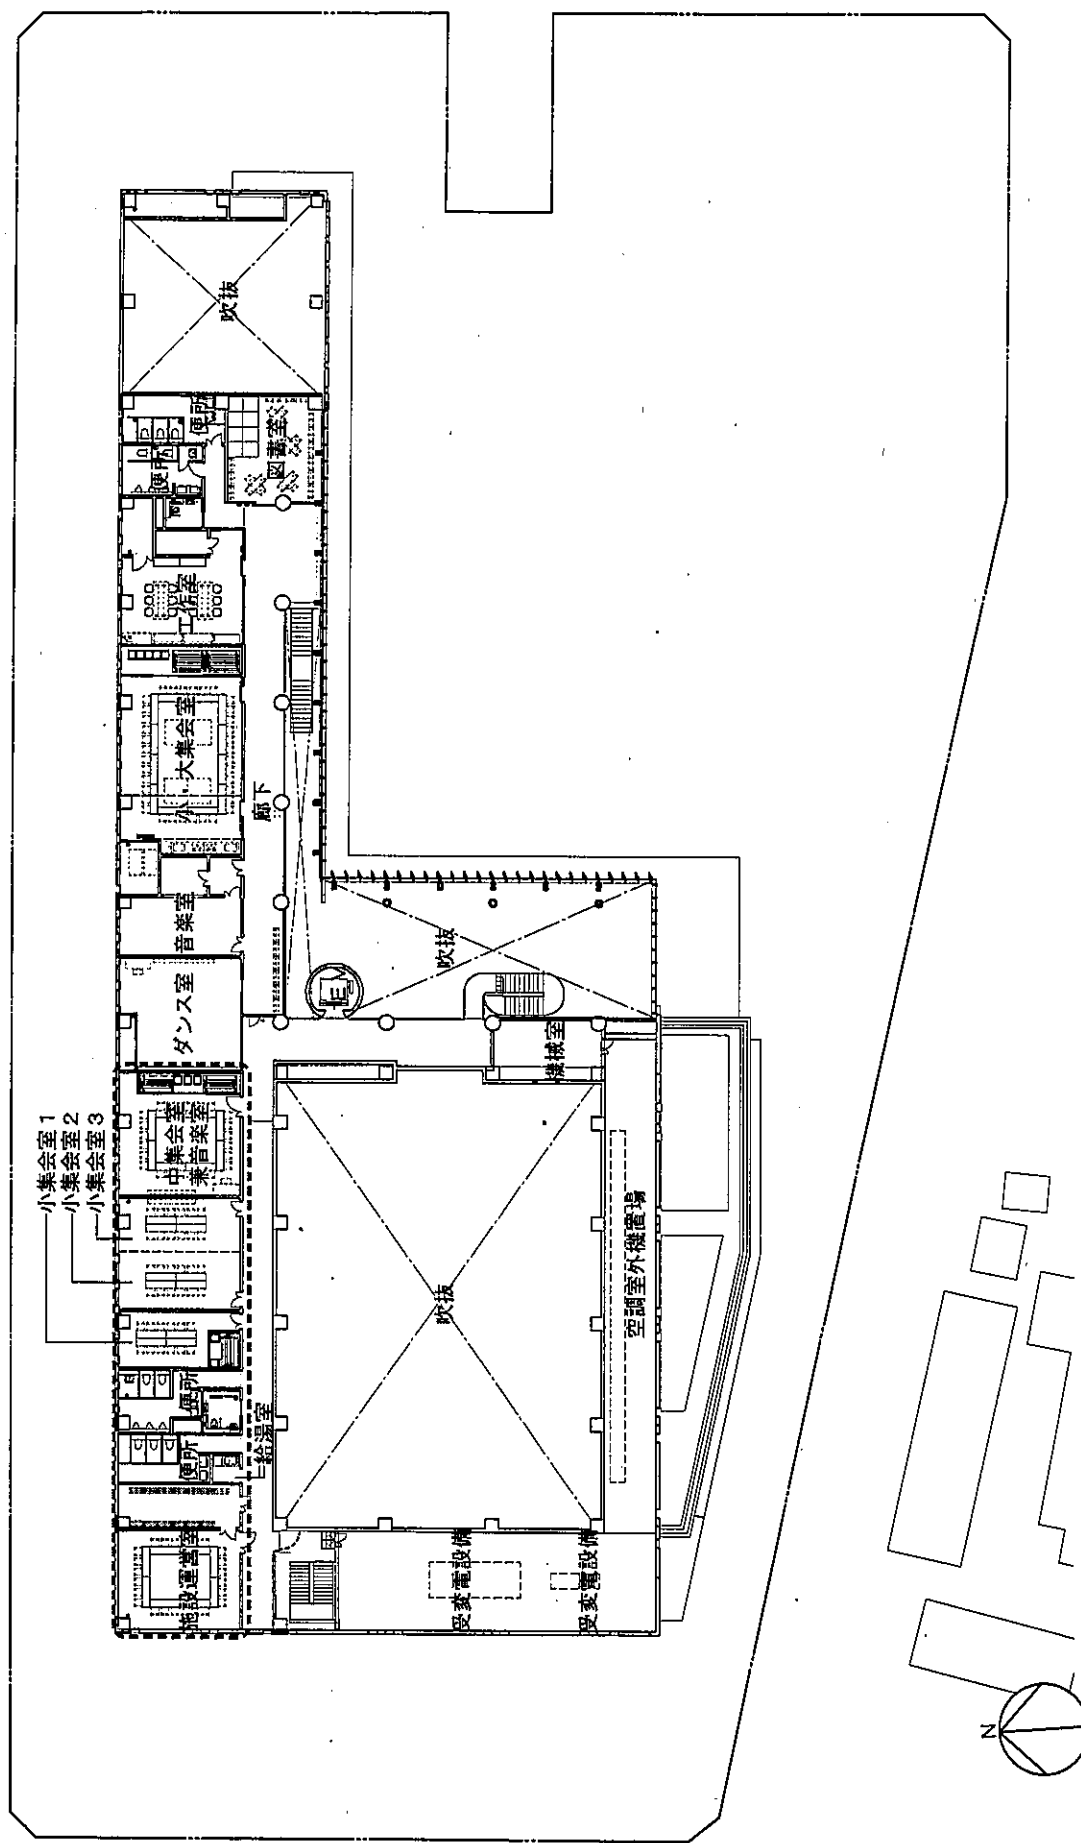 小集会室1
小集会室2
小集会室3
施設運営室
便所
便所
給湯室
中集会室
兼音楽室
ダンス室
音楽室
小・大集会室
工作室
便所
便所
図書室
吹抜
廊下
EV
吹抜
機械室
吹抜
空調室外機置場
受変電設備
受変電設備
N